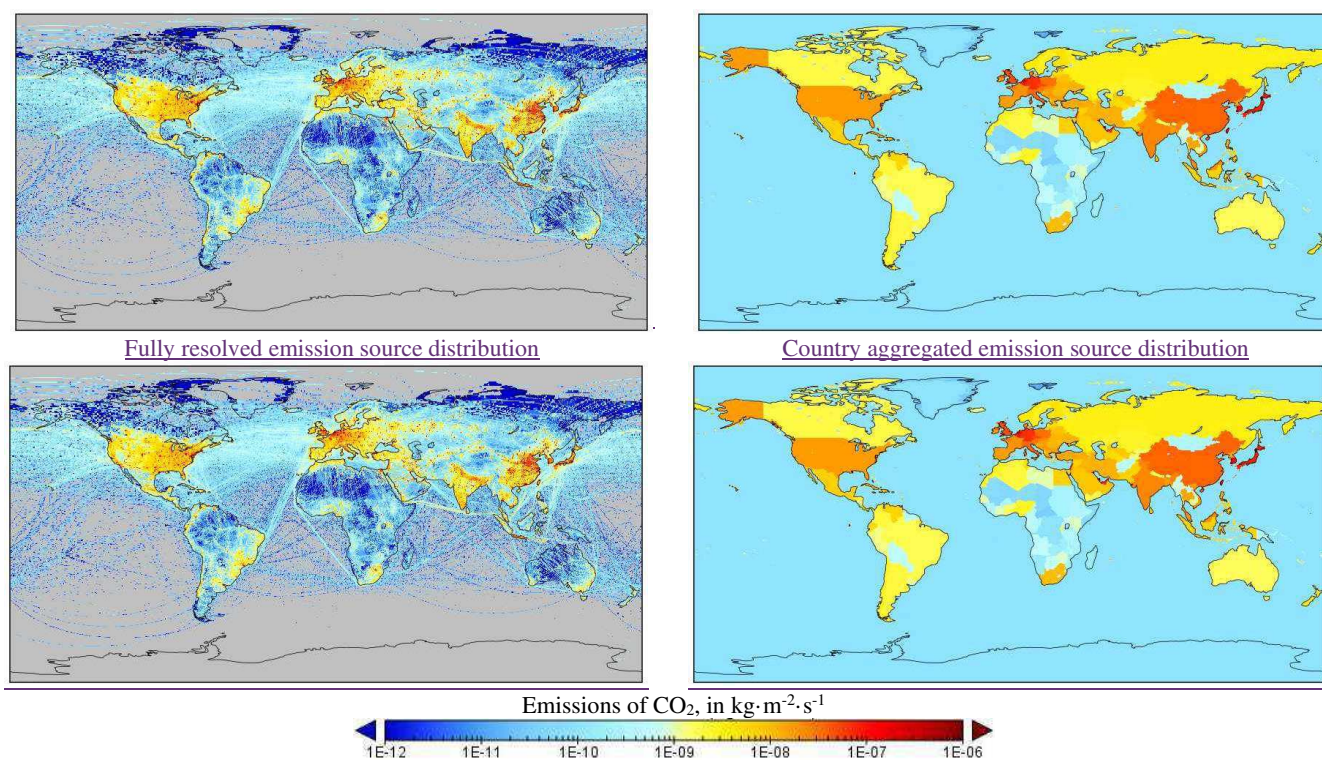 Fully resolved emission source distribution
Country aggregated emission source distribution
Emissions of CO₂, in kg·m⁻²·s⁻¹
1E-12 1E-11 1E-10 1E-09 1E-08 1E-07 1E-06